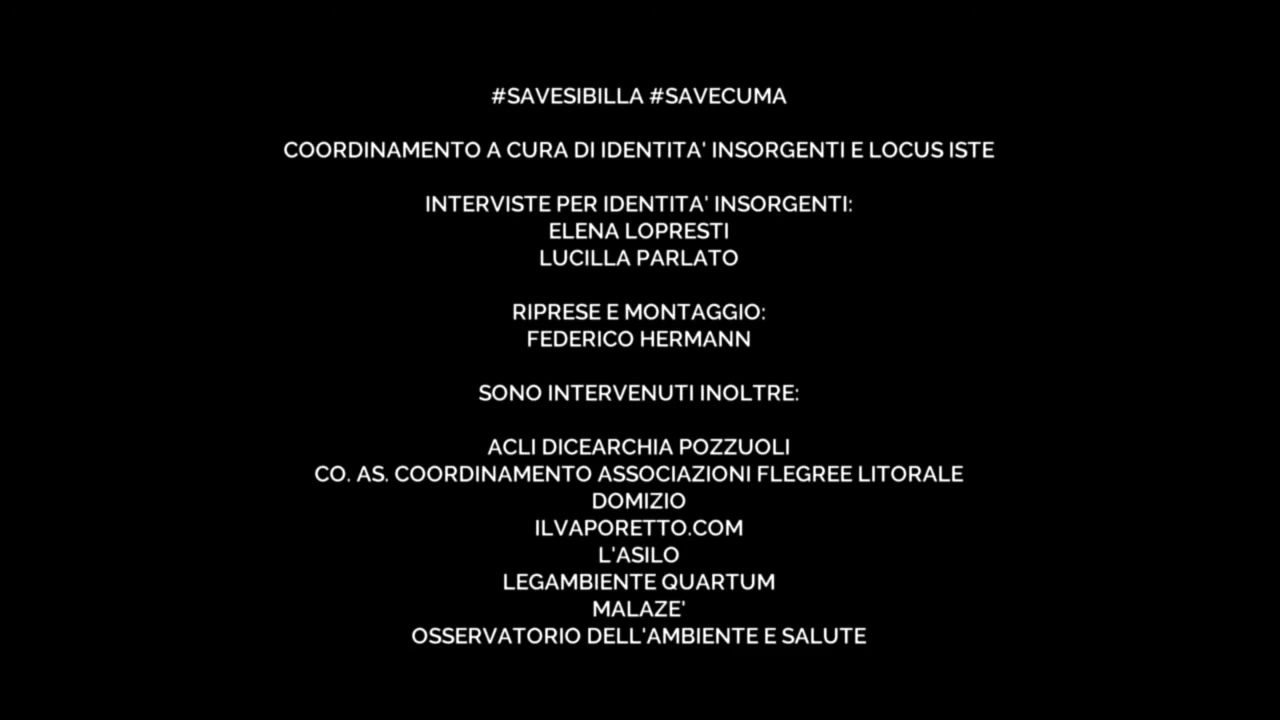 #SAVESIBILLA #SAVECUMA
COORDINAMENTO A CURA DI IDENTITA' INSORGENTI E LOCUS ISTE
INTERVISTE PER IDENTITA' INSORGENTI:
ELENA LOPRESTI
LUCILLA PARLATO
RIPRESE E MONTAGGIO:
FEDERICO HERMANN
SONO INTERVENUTI INOLTRE:
ACLI DICEARCHIA POZZUOLI
CO. AS. COORDINAMENTO ASSOCIAZIONI FLEGREE LITORALE
DOMIZIO
ILVAPORETTO.COM
L'ASILO
LEGAMBIENTE QUARTUM
MALAZE'
OSSERVATORIO DELL'AMBIENTE E SALUTE